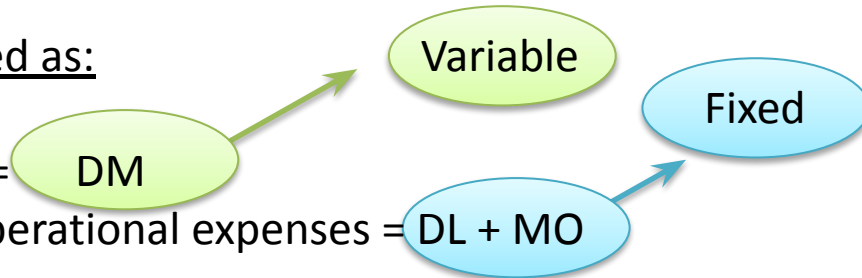 ed as:
Variable
Fixed
= DM
perational expenses = DL + MO